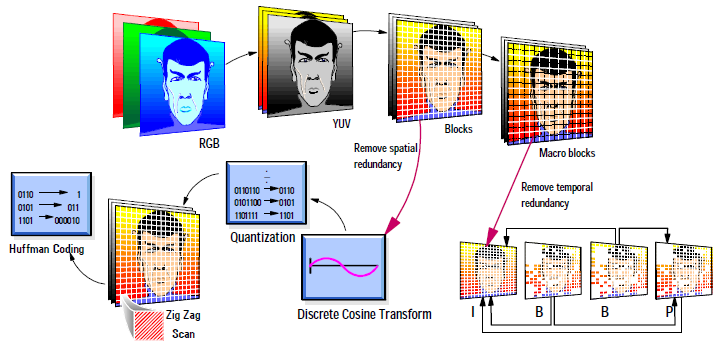 RGB
YUV
Blocks
Macro blocks
Remove spatial
redundancy
Remove temporal
redundancy
0110 1
0101 011
1101 000010
Huffman Coding
0110110 0110
0101100 0101
1101111 1101
Quantization
Discrete Cosine Transform
Zig Zag
Scan
I B B P